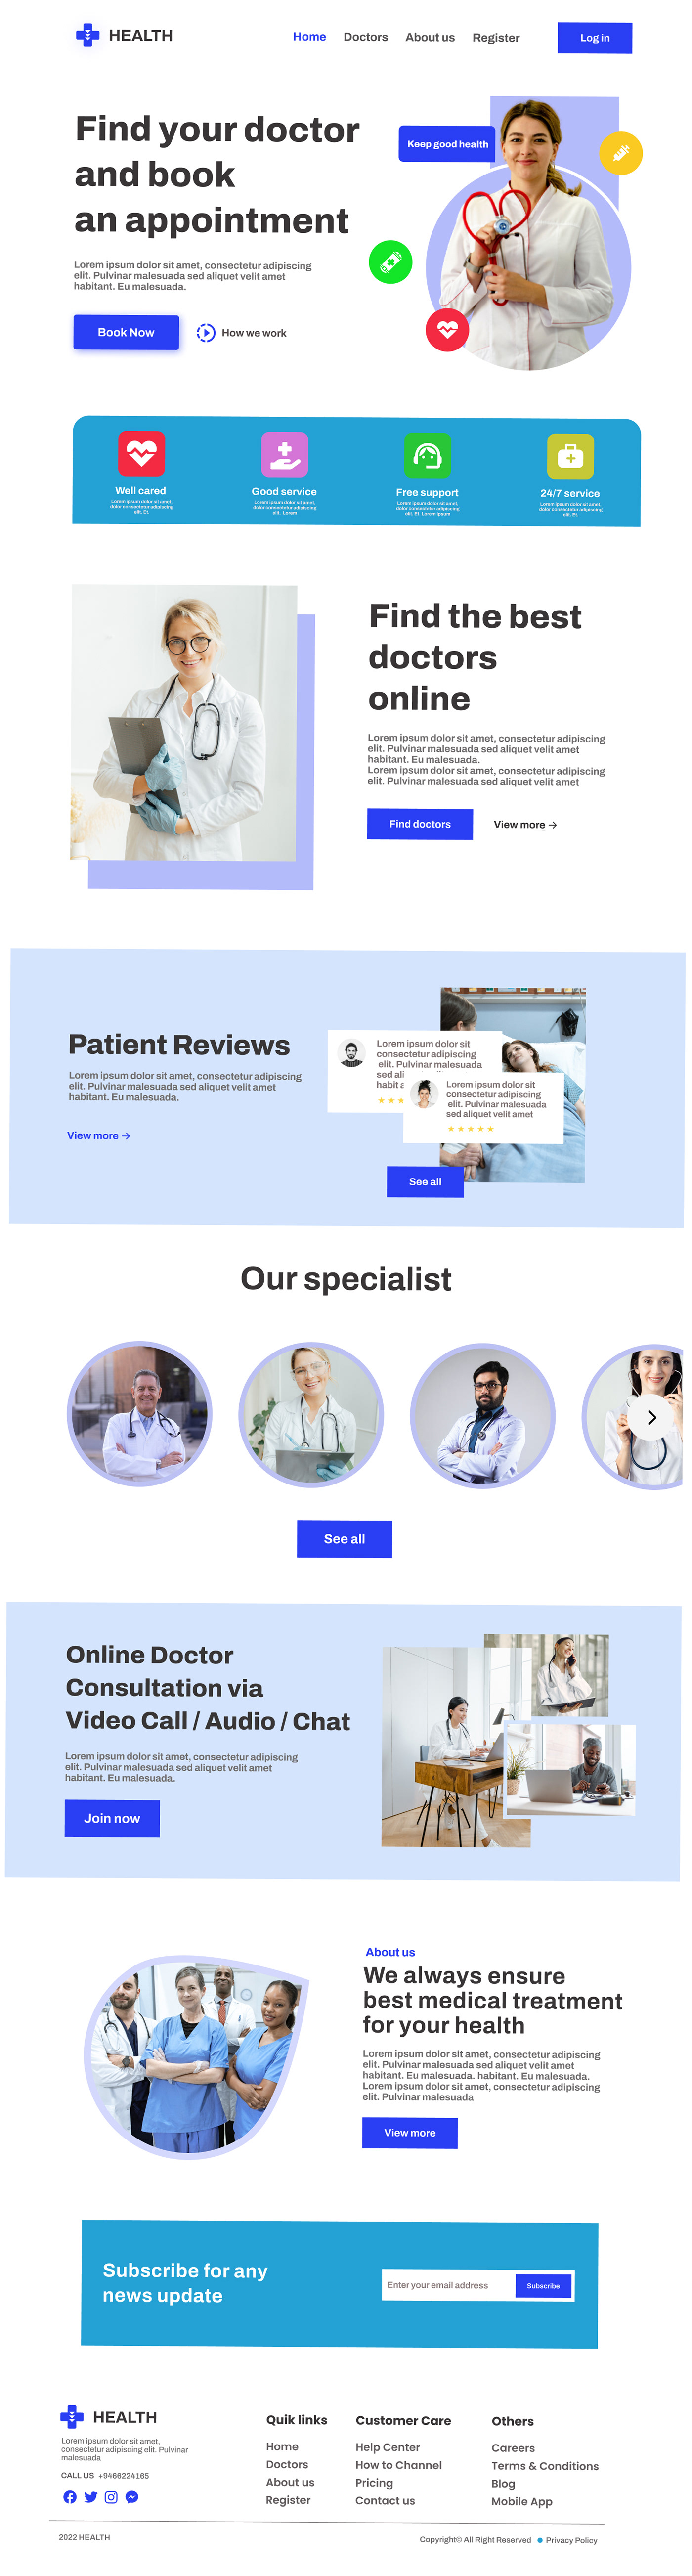 HEALTH
Home
Doctors
About us
Register
Log in
Find your doctor
and book
an appointment
Keep good health
Lorem ipsum dolor sit amet, consectetur adipiscing
elit. Pulvinar malesuada sed aliquet velit amet
habitant. Eu malesuada.
Book Now
How we work
Well cared
Lorem ipsum dolor sit amet,
dolor consectetur adipiscing
elit. Et.
Good service
Lorem ipsum dolor sit amet,
dolor consectetur adipiscing
elit. Lorem
Free support
Lorem ipsum dolor sit amet,
dolor consectetur adipiscing
elit. Et. Lorem ipsum
24/7 service
Lorem ipsum dolor sit amet,
dolor consectetur adipiscing
elit. Et.
Find the best
doctors
online
Lorem ipsum dolor sit amet, consectetur adipiscing
elit. Pulvinar malesuada sed aliquet velit amet
habitant. Eu malesuada.
Lorem ipsum dolor sit amet, consectetur adipiscing
elit. Pulvinar malesuada sed aliquet velit amet
Find doctors
View more →
Patient Reviews
Lorem ipsum dolor sit amet, consectetur adipiscing
elit. Pulvinar malesuada sed aliquet velit amet
habitant. Eu malesuada.
View more →
Lorem ipsum dolor sit
consectetur adipiscing
elit. Pulvinar malesuada
sed ali
habit a
Lorem ipsum dolor sit amet,
consectetur adipiscing
elit. Pulvinar malesuada
sed aliquet velit amet
See all
Our specialist
See all
Online Doctor
Consultation via
Video Call / Audio / Chat
Lorem ipsum dolor sit amet, consectetur adipiscing
elit. Pulvinar malesuada sed aliquet velit amet
habitant. Eu malesuada.
Join now
About us
We always ensure
best medical treatment
for your health
Lorem ipsum dolor sit amet, consectetur adipiscing
elit. Pulvinar malesuada sed aliquet velit amet
habitant. Eu malesuada. habitant. Eu malesuada.
Lorem ipsum dolor sit amet, consectetur adipiscing
elit. Pulvinar malesuada
View more
Subscribe for any
news update
Enter your email address
Subscribe
HEALTH
Lorem ipsum dolor sit amet,
consectetur adipiscing elit. Pulvinar
malesuada
CALL US +9466224165
Quik links
Home
Doctors
About us
Register
Customer Care
Help Center
How to Channel
Pricing
Contact us
Others
Careers
Terms & Conditions
Blog
Mobile App
2022 HEALTH
Copyright© All Right Reserved
Privacy Policy